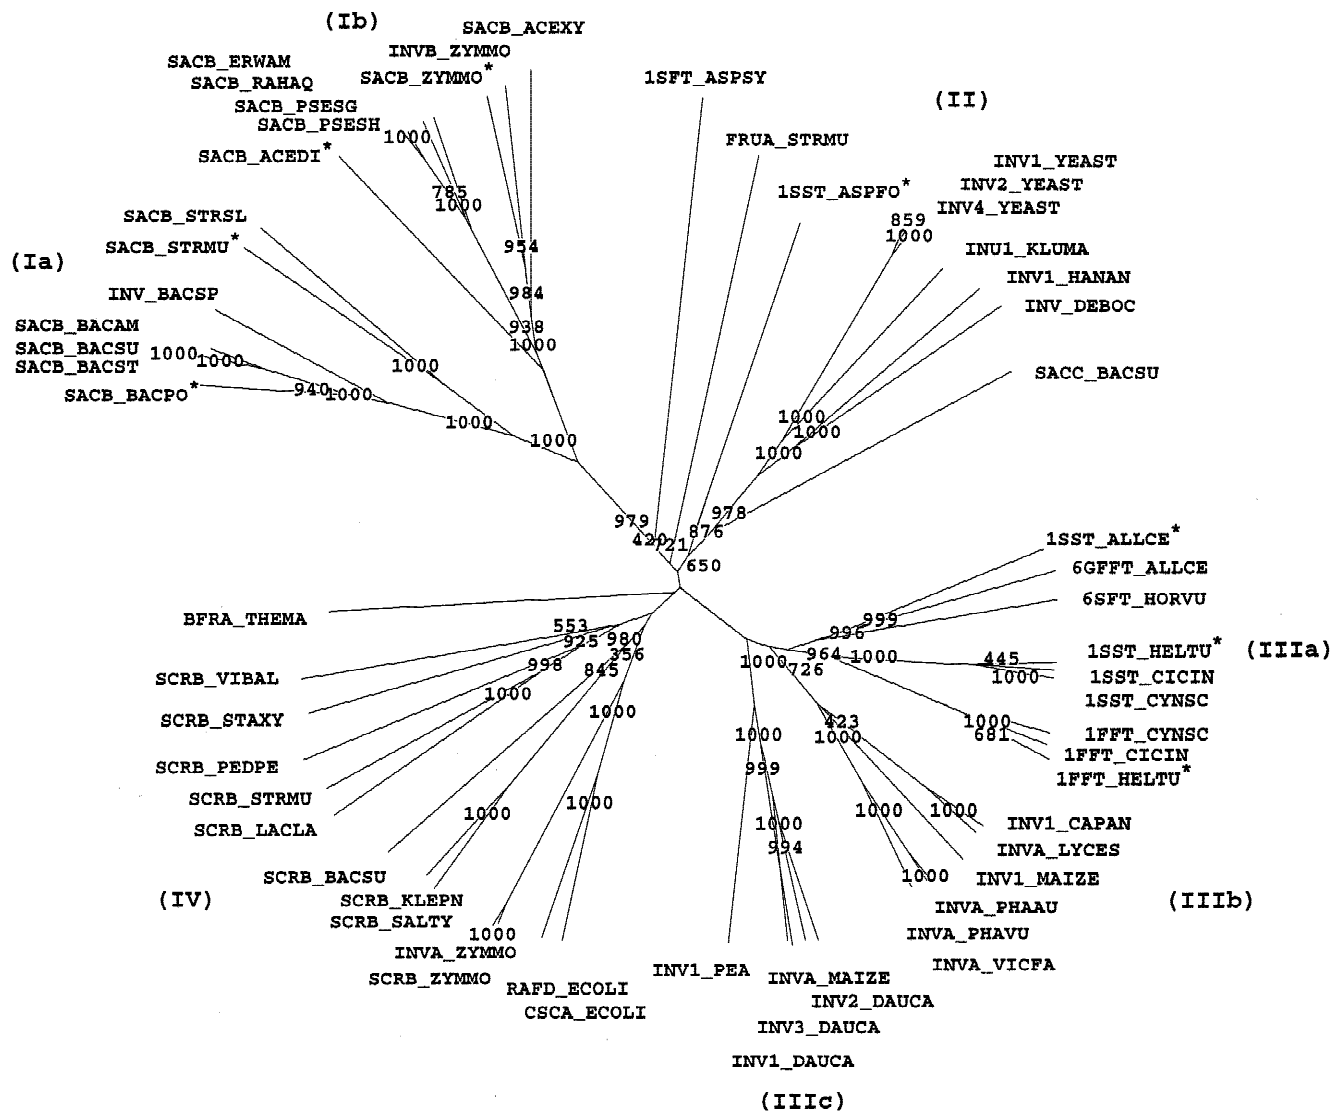 (Ib)
SACB_ACEXY
INVB_ZYMMO
SACB_ERWAM
SACB_ZYMMO*
SACB_RAHAQ
SACB_PSESG
SACB_PSESH
1000
SACB_ACEDI*
785
1000
954
984
938
1000
SACB_STRSL
SACB_STRMU*
(Ia)
INV_BACSP
SACB_BACAM
SACB_BACSU
1000
1000
SACB_BACST
SACB_BACPO*
940
1000
1000
1000
1000
1SFT_ASPSY
(II)
FRUA_STRMU
1SST_ASPFO*
INV1_YEAST
INV2_YEAST
INV4_YEAST
859
1000
INU1_KLUMA
INV1_HANAN
INV_DEBOC
SACC_BACSU
1000
1000
1000
979
420
721
876
978
650
1SST_ALLCE*
6GFFT_ALLCE
6SFT_HORVU
999
996
1SST_HELTU*
(IIIa)
964
1000
445
1000
1SST_CICIN
1SST_CYNSC
1000
726
1000
681
1FFT_CYNSC
1FFT_CICIN
1FFT_HELTU*
423
1000
1000
1000
INV1_CAPAN
INVA_LYCES
INV1_MAIZE
1000
(IIIb)
INVA_PHAAU
INVA_PHAVU
INVA_VICFA
1000
999
1000
994
INV1_PEA
INVA_MAIZE
INV2_DAUCA
INV3_DAUCA
INV1_DAUCA
(IIIc)
BFRA_THEMA
553
925
980
356
998
845
1000
1000
SCRB_VIBAL
SCRB_STAXY
SCRB_PEDPE
SCRB_STRMU
SCRB_LACLA
1000
1000
SCRB_BACSU
(IV)
SCRB_KLEPN
SCRB_SALTY
1000
INVA_ZYMMO
SCRB_ZYMMO
RAFD_ECOLI
CSCA_ECOLI